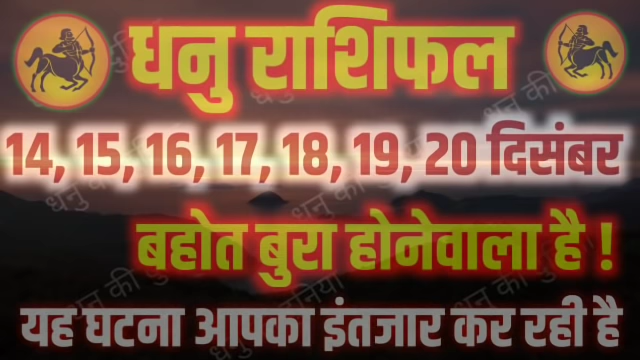 धनु राशिफल
14, 15, 16, 17, 18, 19, 20 दिसंबर
बहोत बुरा होनेवाला है !
यह घटना आपका इंतजार कर रही है